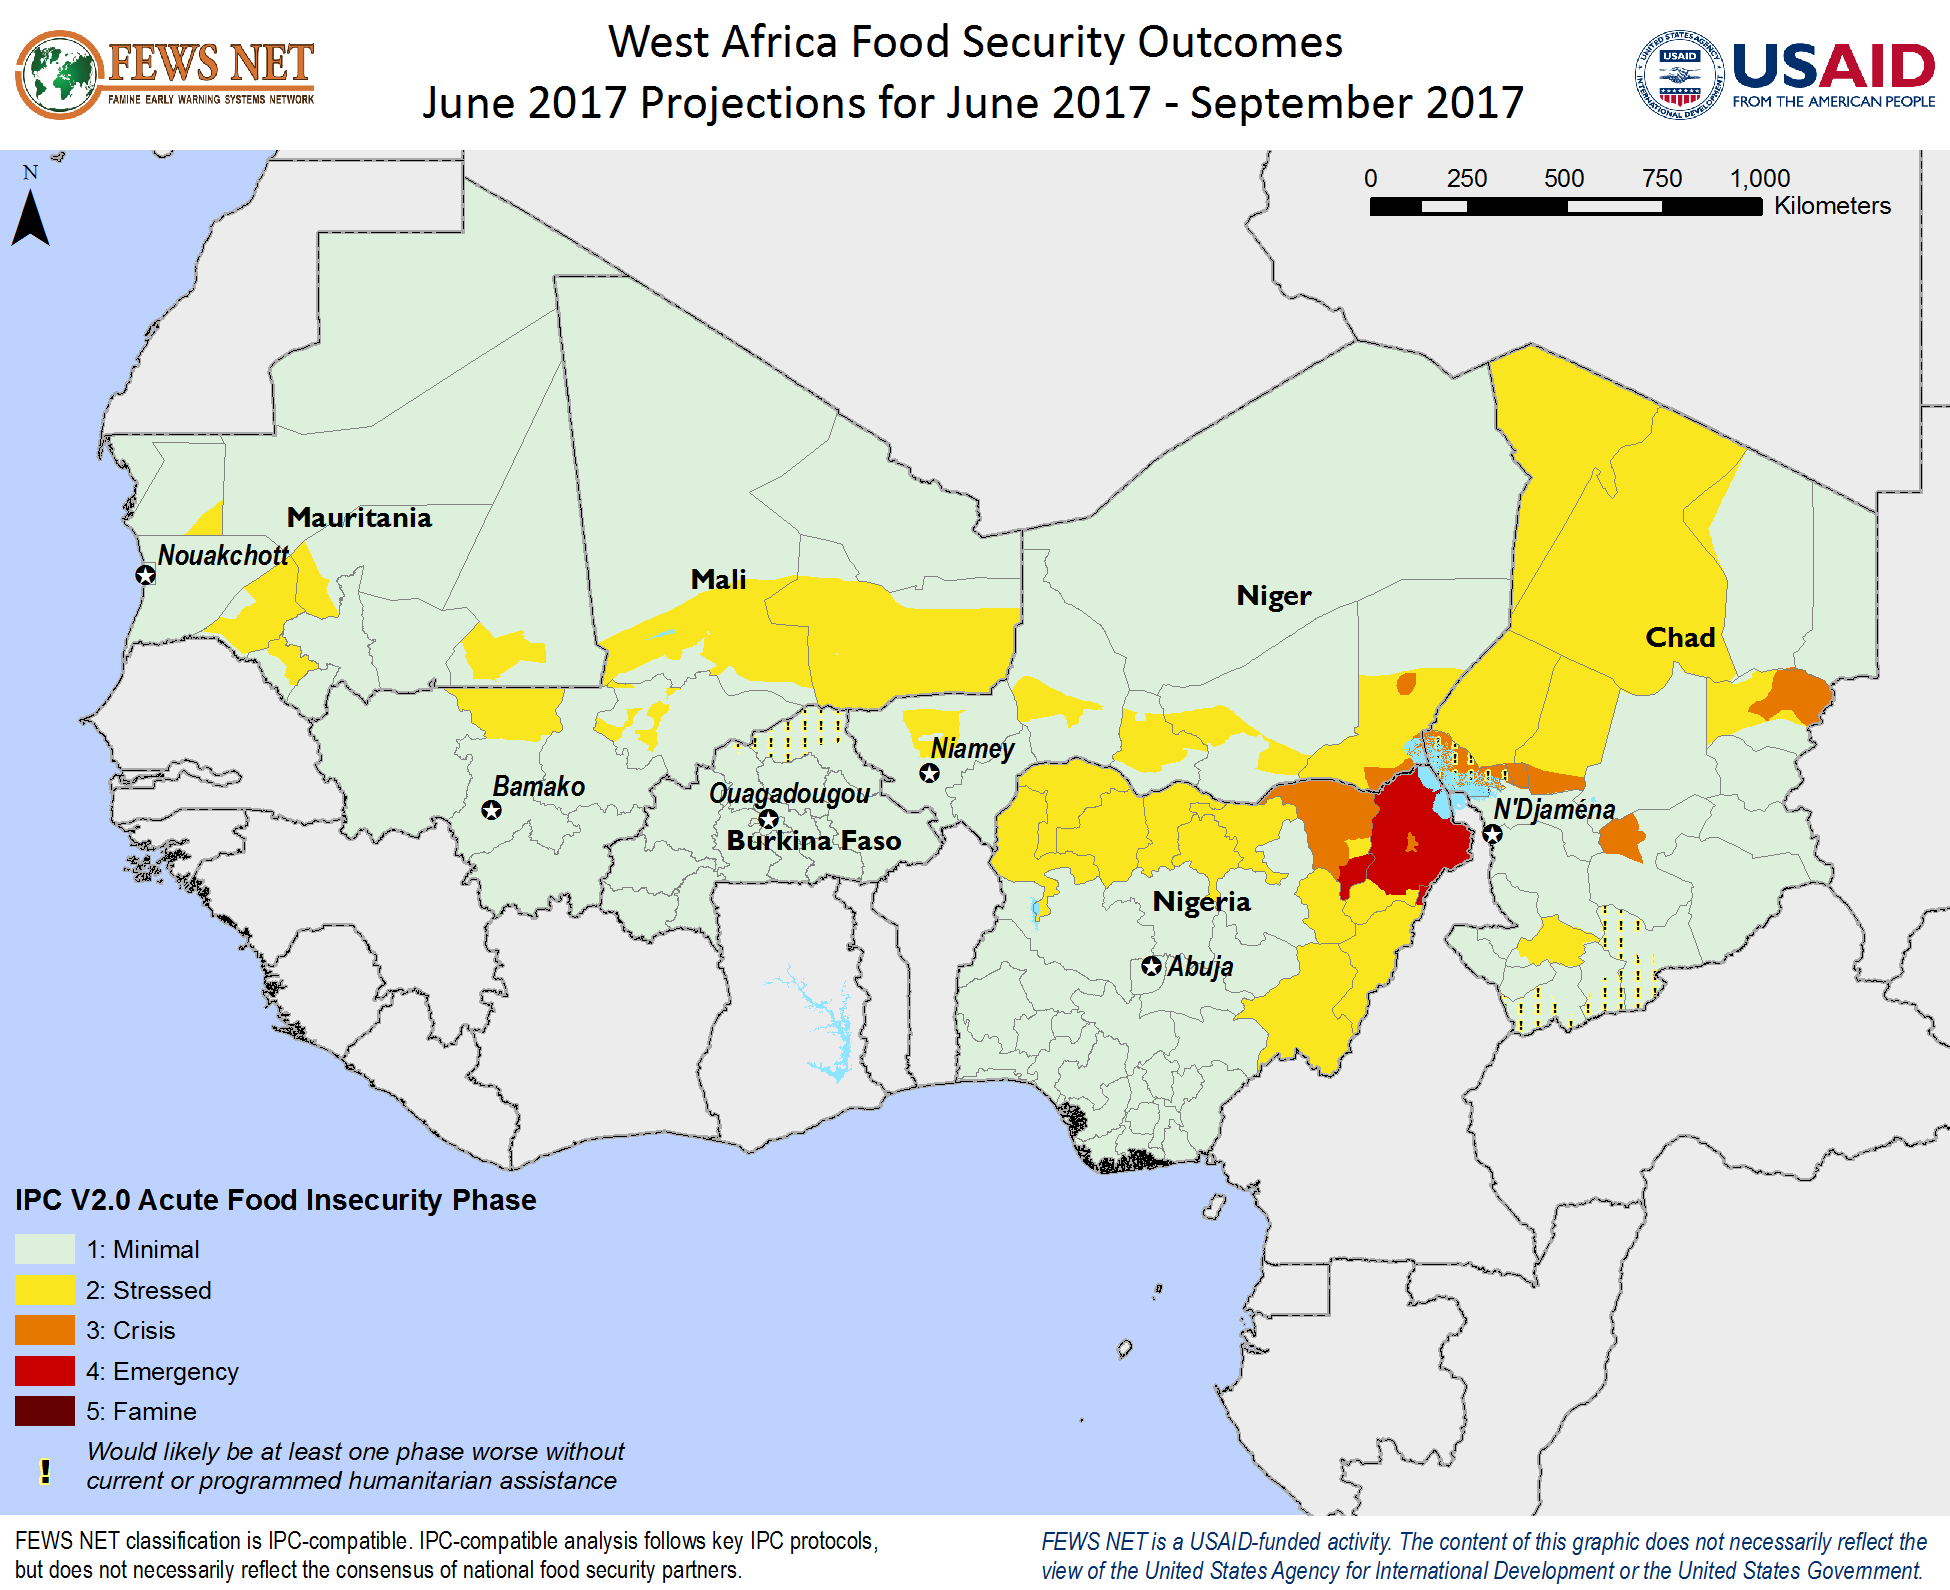 FEWS NET
FAMINE EARLY WARNING SYSTEMS NETWORK
West Africa Food Security Outcomes
June 2017 Projections for June 2017 - September 2017
UNITED STATES AGENCY
USAID
INTERNATIONAL DEVELOPMENT
USAID
FROM THE AMERICAN PEOPLE
N
0 250 500 750 1,000
Kilometers
Mauritania
Nouakchott
Mali
Niger
Chad
Niamey
Bamako
Ouagadougou
N'Djaména
Burkina Faso
Nigeria
Abuja
IPC V2.0 Acute Food Insecurity Phase
1: Minimal
2: Stressed
3: Crisis
4: Emergency
5: Famine
! Would likely be at least one phase worse without
current or programmed humanitarian assistance
FEWS NET classification is IPC-compatible. IPC-compatible analysis follows key IPC protocols,
but does not necessarily reflect the consensus of national food security partners.
FEWS NET is a USAID-funded activity. The content of this graphic does not necessarily reflect the
view of the United States Agency for International Development or the United States Government.